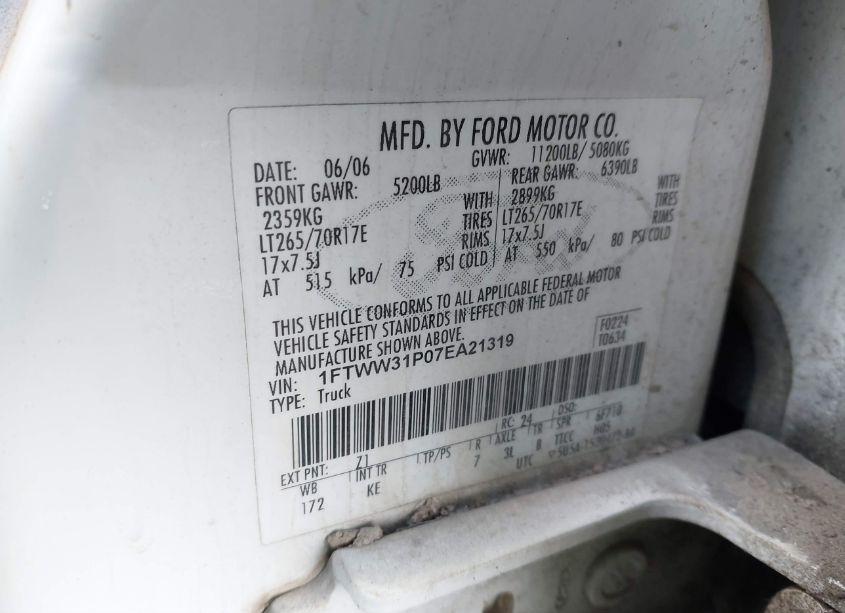 MFD. BY FORD MOTOR CO.
DATE: 06/06 GVWR: 11200LB/ 5080KG
FRONT GAWR: 5200LB REAR GAWR: 6390LB
2359KG WITH 2899KG WITH
LT265/70R17E TIRES LT265/70R17E TIRES
17x7.5J RIMS 17x7.5J RIMS
AT 515 kPa/ 75 PSI COLD AT 550 kPa/ 80 PSI COLD
THIS VEHICLE CONFORMS TO ALL APPLICABLE FEDERAL MOTOR
VEHICLE SAFETY STANDARDS IN EFFECT ON THE DATE OF
MANUFACTURE SHOWN ABOVE.
F0224
T0634
VIN: 1FTWW31P07EA21319
TYPE: Truck
EXT PNT: Z1 RC: 24 DSO:
WB INT TR TP/PS R AXLE TR SPR 6F710
172 KE 7 3L B TTCC H05
UTC